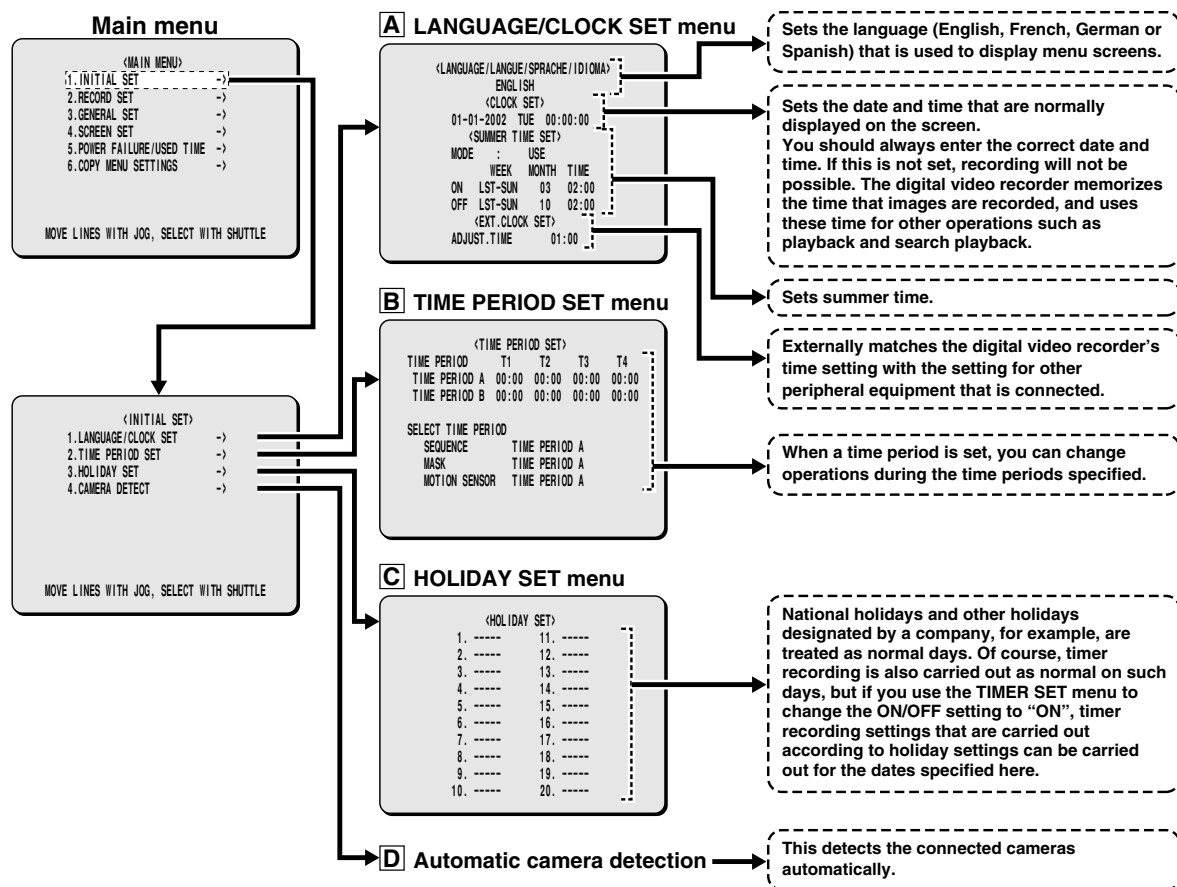 Main menu
<MAIN MENU>
1.INITIAL SET ->
2.RECORD SET ->
3.GENERAL SET ->
4.SCREEN SET ->
5.POWER FAILURE/USED TIME ->
6.COPY MENU SETTINGS ->
MOVE LINES WITH JOG, SELECT WITH SHUTTLE
<INITIAL SET>
1.LANGUAGE/CLOCK SET ->
2.TIME PERIOD SET ->
3.HOLIDAY SET ->
4.CAMERA DETECT ->
MOVE LINES WITH JOG, SELECT WITH SHUTTLE
A LANGUAGE/CLOCK SET menu
<LANGUAGE/LANGUE/SPRACHE/IDIOMA>
ENGLISH
<CLOCK SET>
01-01-2002 TUE 00:00:00
<SUMMER TIME SET>
MODE : USE
WEEK MONTH TIME
ON LST-SUN 03 02:00
OFF LST-SUN 10 02:00
<EXT.CLOCK SET>
ADJUST.TIME 01:00
Sets the language (English, French, German or
Spanish) that is used to display menu screens.
Sets the date and time that are normally
displayed on the screen.
You should always enter the correct date and
time. If this is not set, recording will not be
possible. The digital video recorder memorizes
the time that images are recorded, and uses
these time for other operations such as
playback and search playback.
Sets summer time.
Externally matches the digital video recorder's
time setting with the setting for other
peripheral equipment that is connected.
B TIME PERIOD SET menu
<TIME PERIOD SET>
TIME PERIOD T1 T2 T3 T4
TIME PERIOD A 00:00 00:00 00:00 00:00
TIME PERIOD B 00:00 00:00 00:00 00:00
SELECT TIME PERIOD
SEQUENCE TIME PERIOD A
MASK TIME PERIOD A
MOTION SENSOR TIME PERIOD A
When a time period is set, you can change
operations during the time periods specified.
C HOLIDAY SET menu
<HOLIDAY SET>
1. ----- 11. -----
2. ----- 12. -----
3. ----- 13. -----
4. ----- 14. -----
5. ----- 15. -----
6. ----- 16. -----
7. ----- 17. -----
8. ----- 18. -----
9. ----- 19. -----
10. ----- 20. -----
National holidays and other holidays
designated by a company, for example, are
treated as normal days. Of course, timer
recording is also carried out as normal on such
days, but if you use the TIMER SET menu to
change the ON/OFF setting to “ON”, timer
recording settings that are carried out
according to holiday settings can be carried
out for the dates specified here.
D Automatic camera detection
This detects the connected cameras
automatically.